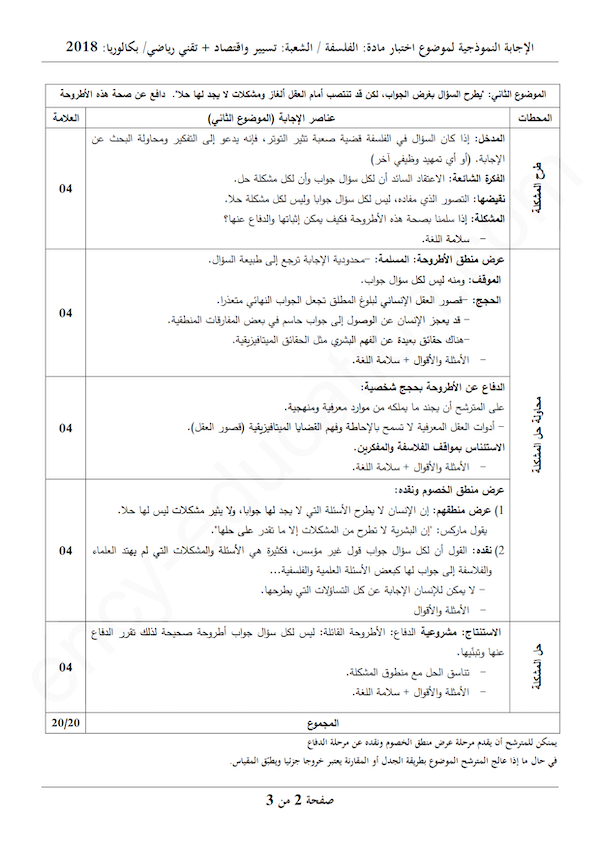 الإجابة النموذجية لموضوع اختبار مادة: الفلسفة / الشعبة: تسيير واقتصاد + تقني رياضي/ بكالوريا: 2018
الموضوع الثاني: "يطرح السؤال بغرض الجواب، لكن قد تنتصب أمام العقل ألغاز ومشكلات لا يجد لها حلا". دافع عن صحة هذه الأطروحة
المحطات
عناصر الإجابة (الموضوع الثاني)
العلامة
طرح المشكلة
المدخل: إذا كان السؤال في الفلسفة قضية صعبة تثير التوتر، فإنه يدعو إلى التفكير ومحاولة البحث عن
الإجابة. (أو أي تمهيد وظيفي آخر)
الفكرة الشائعة: الاعتقاد السائد أن لكل سؤال جواب وأن لكل مشكلة حل.
نقيضها: التصور الذي مفاده، ليس لكل سؤال جوابا وليس لكل مشكلة حلا.
المشكلة: إذا سلمنا بصحة هذه الأطروحة فكيف يمكن إثباتها والدفاع عنها؟
– سلامة اللغة.
04
محاولة حل المشكلة
عرض منطق الأطروحة: المسلمة: –محدودية الإجابة ترجع إلى طبيعة السؤال.
الموقف: ومنه ليس لكل سؤال جواب.
الحجج: –قصور العقل الإنساني لبلوغ المطلق تجعل الجواب النهائي متعذرا.
– قد يعجز الإنسان عن الوصول إلى جواب حاسم في بعض المفارقات المنطقية.
–هناك حقائق بعيدة عن الفهم البشري مثل الحقائق الميتافيزيقية.
– الأمثلة والأقوال + سلامة اللغة.
04
الدفاع عن الأطروحة بحجج شخصية:
على المترشح أن يجند ما يملكه من موارد معرفية ومنهجية.
– أدوات العقل المعرفية لا تسمح بالإحاطة وفهم القضايا الميتافيزيقية (قصور العقل).
الاستئناس بمواقف الفلاسفة والمفكرين.
– الأمثلة والأقوال + سلامة اللغة.
04
عرض منطق الخصوم ونقده:
1) عرض منطقهم: إن الإنسان لا يطرح الأسئلة التي لا يجد لها جوابا، ولا يثير مشكلات ليس لها حلا.
يقول ماركس: "إن البشرية لا تطرح من المشكلات إلا ما تقدر على حلها".
2) نقده: القول أن لكل سؤال جواب قول غير مؤسس، فكثيرة هي الأسئلة والمشكلات التي لم يهتد العلماء
والفلاسفة إلى جواب لها كبعض الأسئلة العلمية والفلسفية...
– لا يمكن للإنسان الإجابة عن كل التساؤلات التي يطرحها.
– الأمثلة والأقوال
04
حل المشكلة
الاستنتاج: مشروعية الدفاع: الأطروحة القائلة: ليس لكل سؤال جواب أطروحة صحيحة لذلك تقرر الدفاع
عنها وتبنّيها.
– تناسق الحل مع منطوق المشكلة.
– الأمثلة والأقوال + سلامة اللغة.
04
المجموع
20/20
يمكن للمترشح أن يقدم مرحلة عرض منطق الخصوم ونقده عن مرحلة الدفاع
في حال ما إذا عالج المترشح الموضوع بطريقة الجدل أو المقارنة يعتبر خروجا جزئيا ويطبّق المقياس.
صفحة 2 من 3